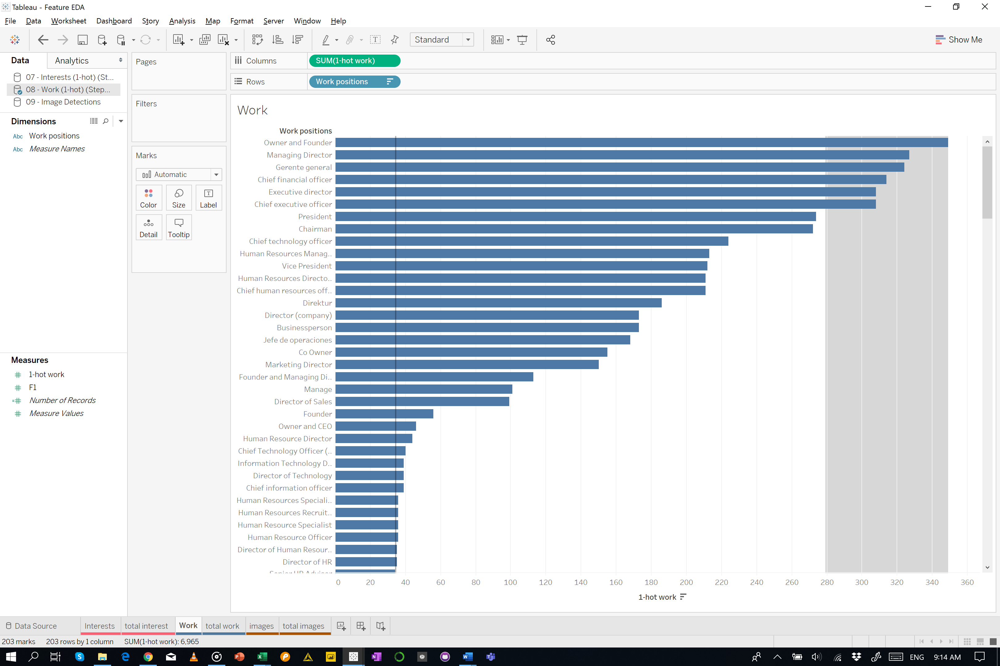 Tableau - Feature EDA
File Data Worksheet Dashboard Story Analysis Map Format Server Window Help
Standard
Show Me
Data Analytics
07 - Interests (1-hot) (St...
08 - Work (1-hot) (Step...
09 - Image Detections
Dimensions
Abc Work positions
Abc Measure Names
Measures
1-hot work
F1
Number of Records
Measure Values
Pages
Filters
Marks
Automatic
Color Size Label
Detail Tooltip
Columns SUM(1-hot work)
Rows Work positions
Work
Work positions
Owner and Founder
Managing Director
Gerente general
Chief financial officer
Executive director
Chief executive officer
President
Chairman
Chief technology officer
Human Resources Manag..
Vice President
Human Resources Directo..
Chief human resources off..
Direktur
Director (company)
Businessperson
Jefe de operaciones
Co Owner
Marketing Director
Founder and Managing Di..
Manage
Director of Sales
Founder
Owner and CEO
Human Resource Director
Chief Technology Officer (..
Information Technology D..
Director of Technology
Chief information officer
Human Resources Speciali..
Human Resources Recruit..
Human Resource Specialist
Human Resource Officer
Director of Human Resour..
Director of HR
Senior HR Advisor
0 20 40 60 80 100 120 140 160 180 200 220 240 260 280 300 320 340 360
1-hot work
Data Source Interests total interest Work total work images total images
203 marks 203 rows by 1 column SUM(1-hot work): 6,965
ENG 9:14 AM